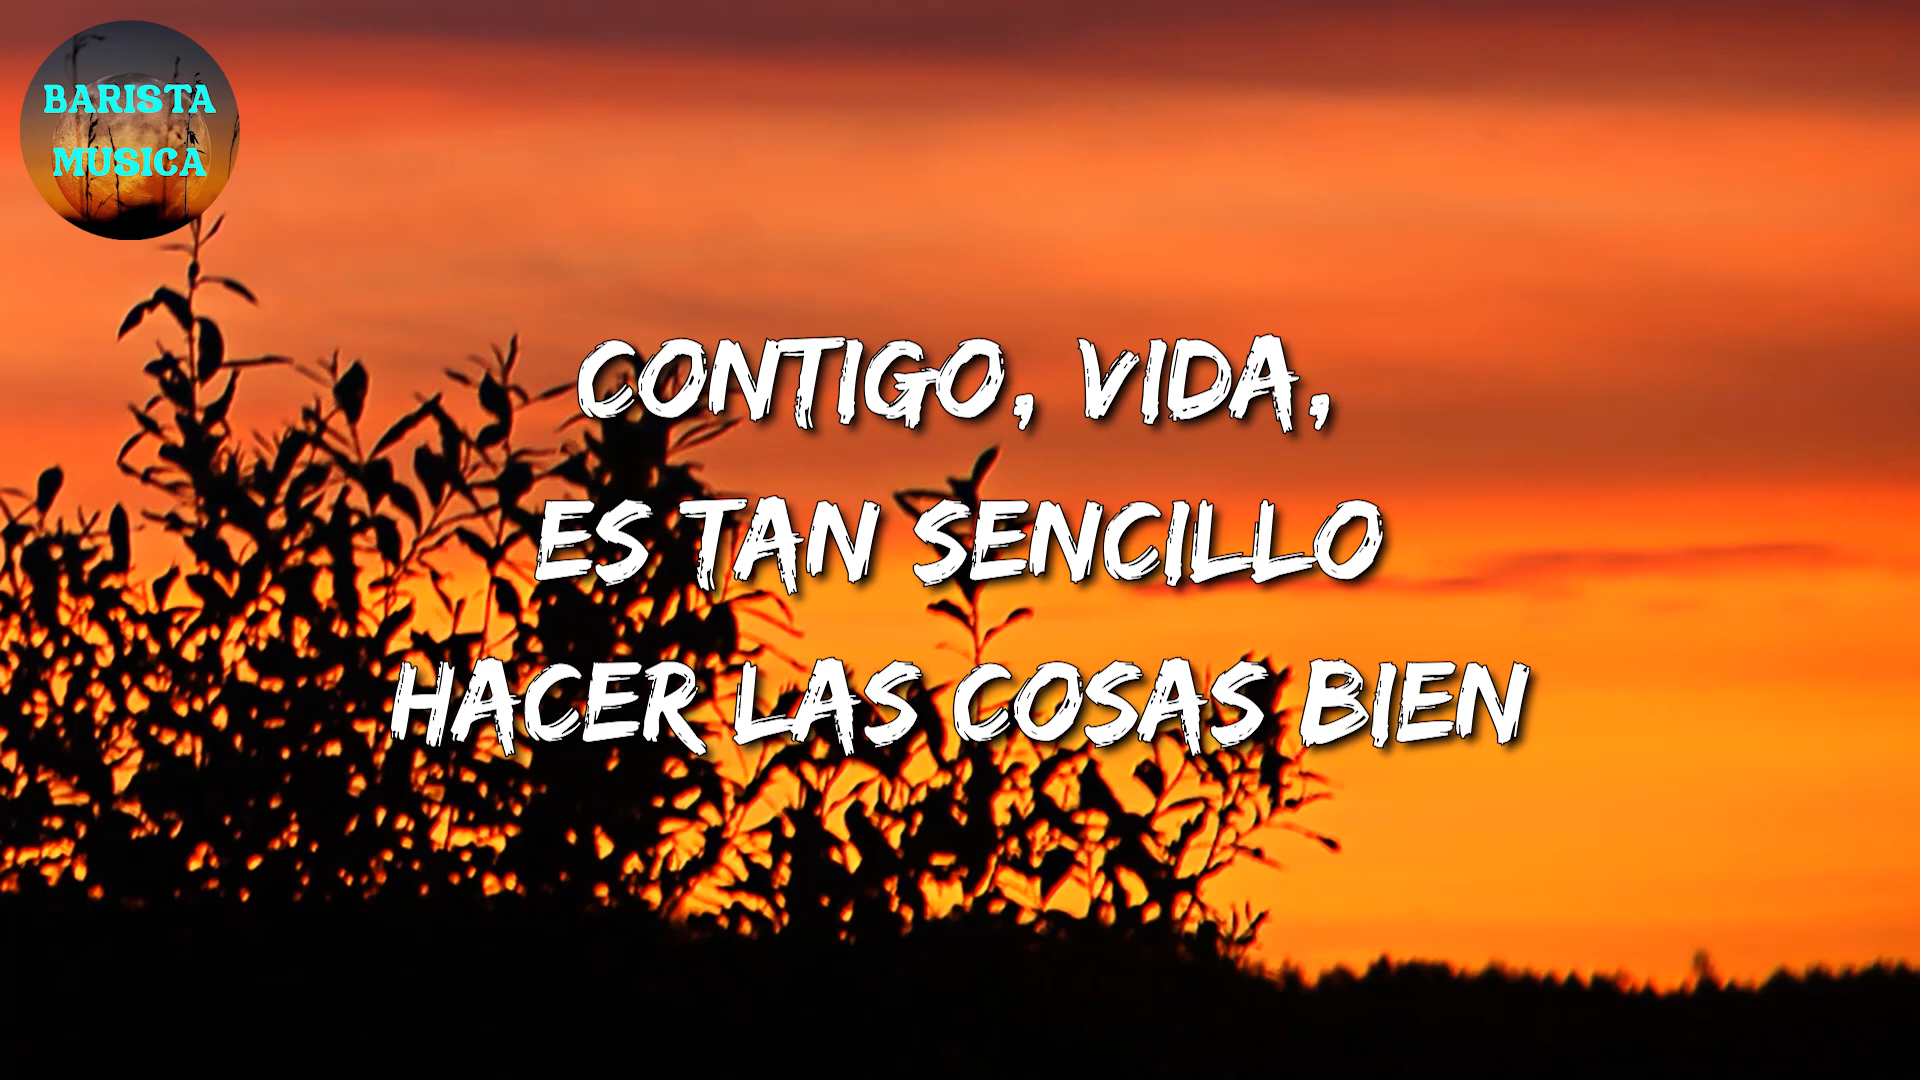 BARISTA
MUSICA
CONTIGO, VIDA,
ES TAN SENCILLO
HACER LAS COSAS BIEN